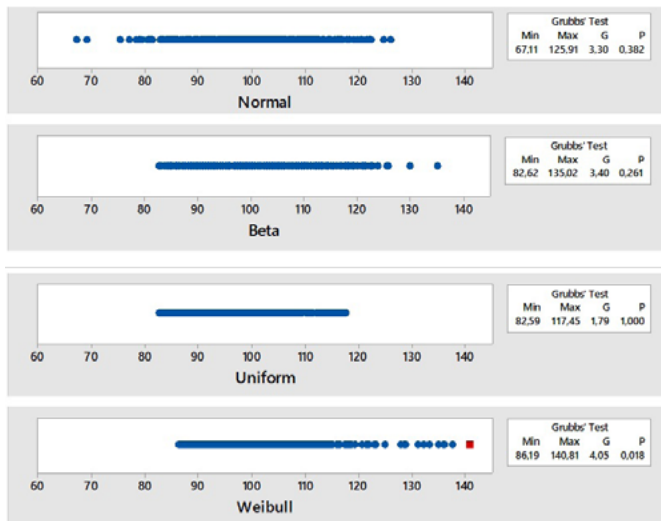 Grubbs' Test
Min Max G P
67,11 125,91 3,30 0,382
60 70 80 90 100 110 120 130 140
Normal
Grubbs' Test
Min Max G P
82,62 135,02 3,40 0,261
60 70 80 90 100 110 120 130 140
Beta
Grubbs' Test
Min Max G P
82,59 117,45 1,79 1,000
60 70 80 90 100 110 120 130 140
Uniform
Grubbs' Test
Min Max G P
86,19 140,81 4,05 0,018
60 70 80 90 100 110 120 130 140
Weibull